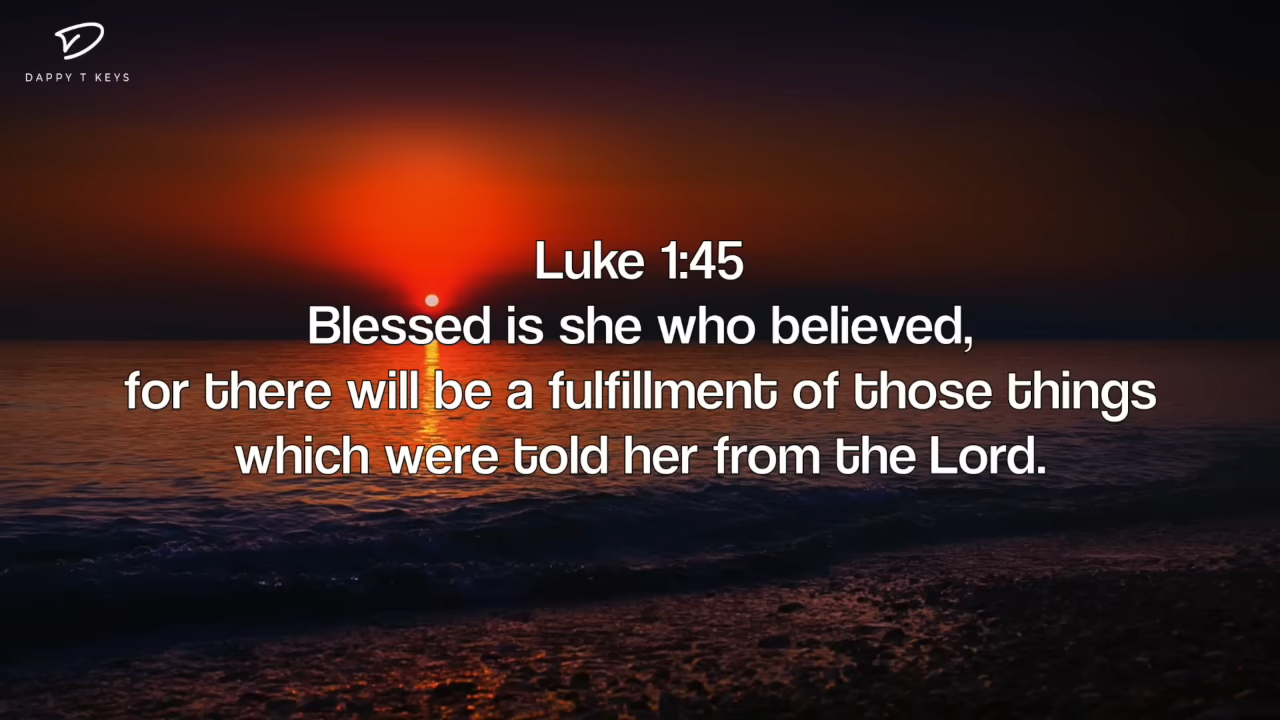 DAPPY T KEYS
Luke 1:45
Blessed is she who believed,
for there will be a fulfillment of those things
which were told her from the Lord.